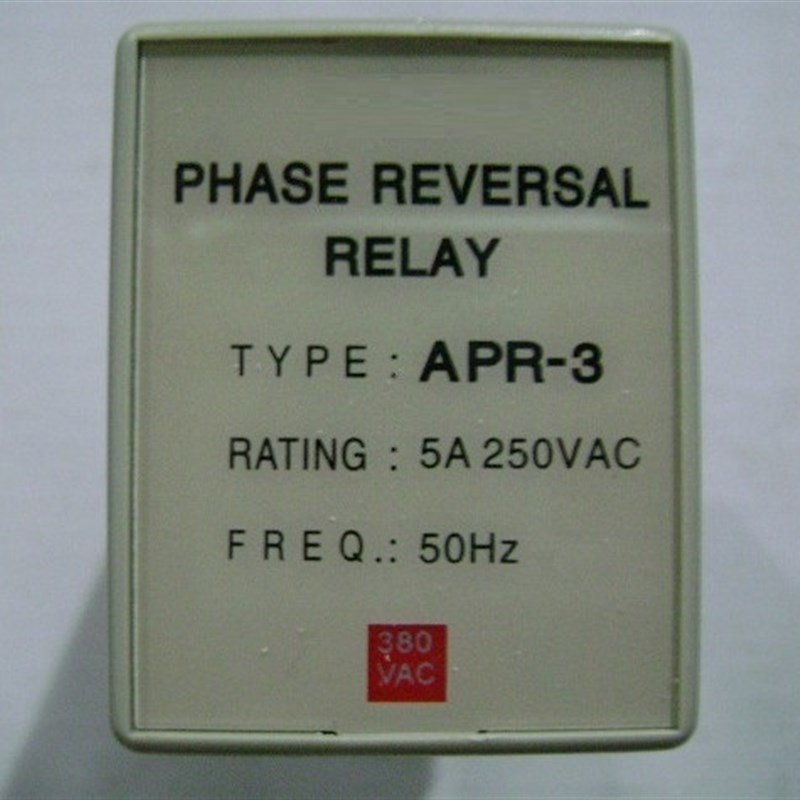 PHASE REVERSAL
RELAY
TYPE: APR-3
RATING : 5A 250VAC
FREQ.: 50Hz
380
VAC